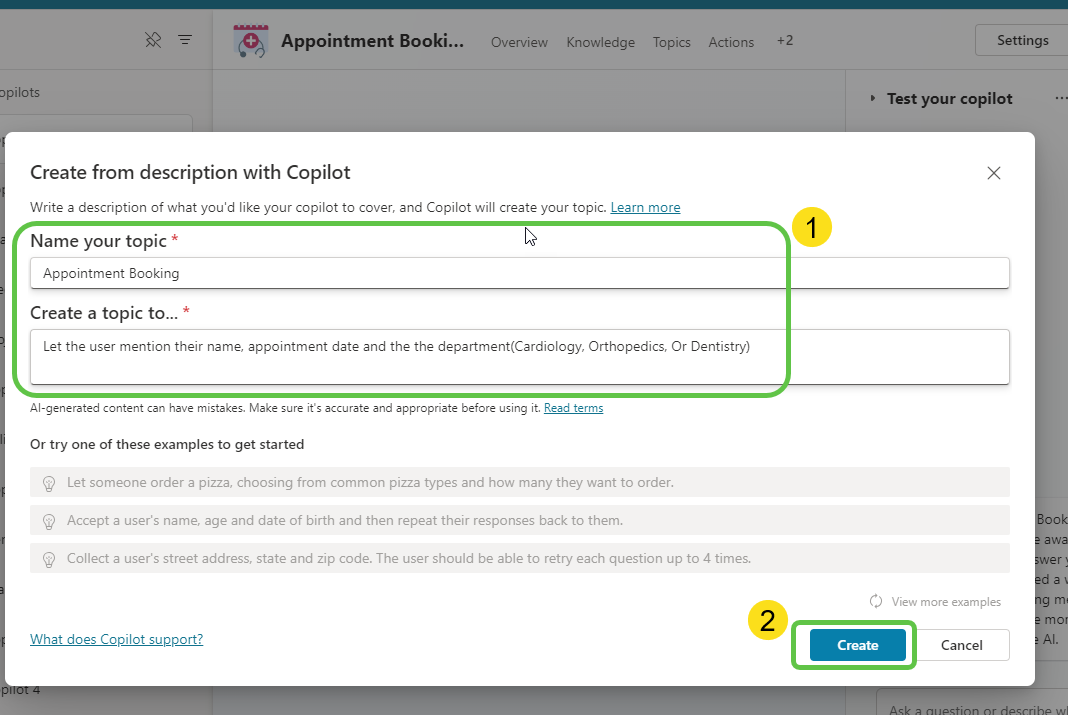 Appointment Booki...
Overview
Knowledge
Topics
Actions
+2
Settings
opilots
Test your copilot
Create from description with Copilot
Write a description of what you'd like your copilot to cover, and Copilot will create your topic. Learn more
1
Name your topic *
Appointment Booking
Create a topic to... *
Let the user mention their name, appointment date and the the department(Cardiology, Orthopedics, Or Dentistry)
AI-generated content can have mistakes. Make sure it's accurate and appropriate before using it. Read terms
Or try one of these examples to get started
Let someone order a pizza, choosing from common pizza types and how many they want to order.
Accept a user's name, age and date of birth and then repeat their responses back to them.
Collect a user's street address, state and zip code. The user should be able to retry each question up to 4 times.
View more examples
2
What does Copilot support?
Create
Cancel
Book
e awa
swer y
ed a v
ng me
e mor
e AI.
opilot 4
Ask a question or describe wh